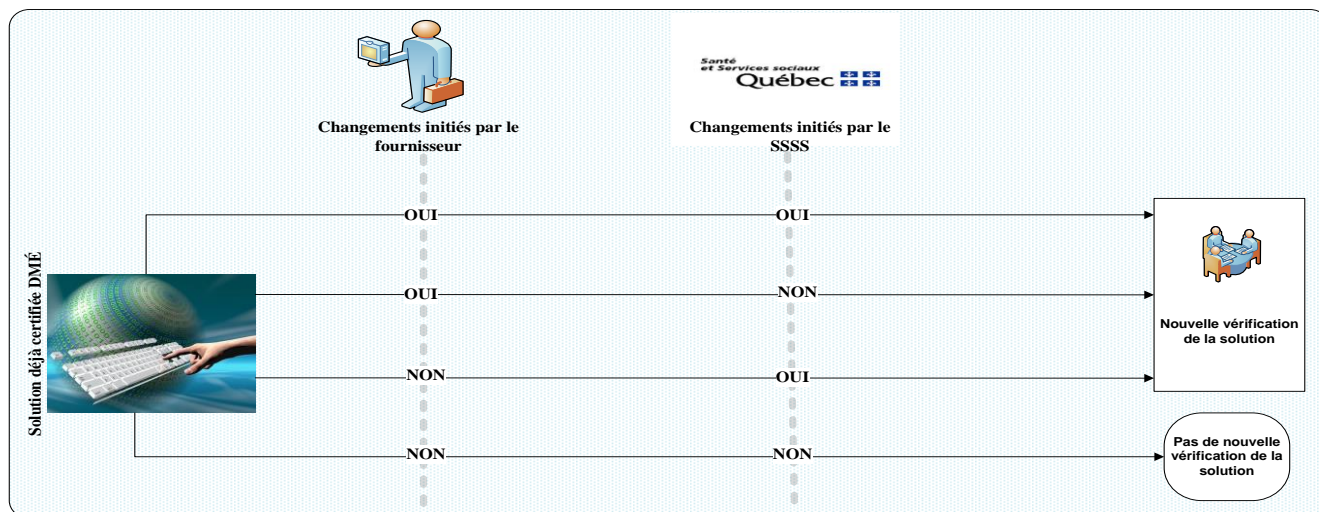 Santé
et Services sociaux
Québec
Changements initiés par le
fournisseur
Changements initiés par le
SSSS
Solution déjà certifiée DMÉ
OUI
OUI
OUI
NON
NON
OUI
NON
NON
Nouvelle vérification
de la solution
Pas de nouvelle
vérification de la
solution